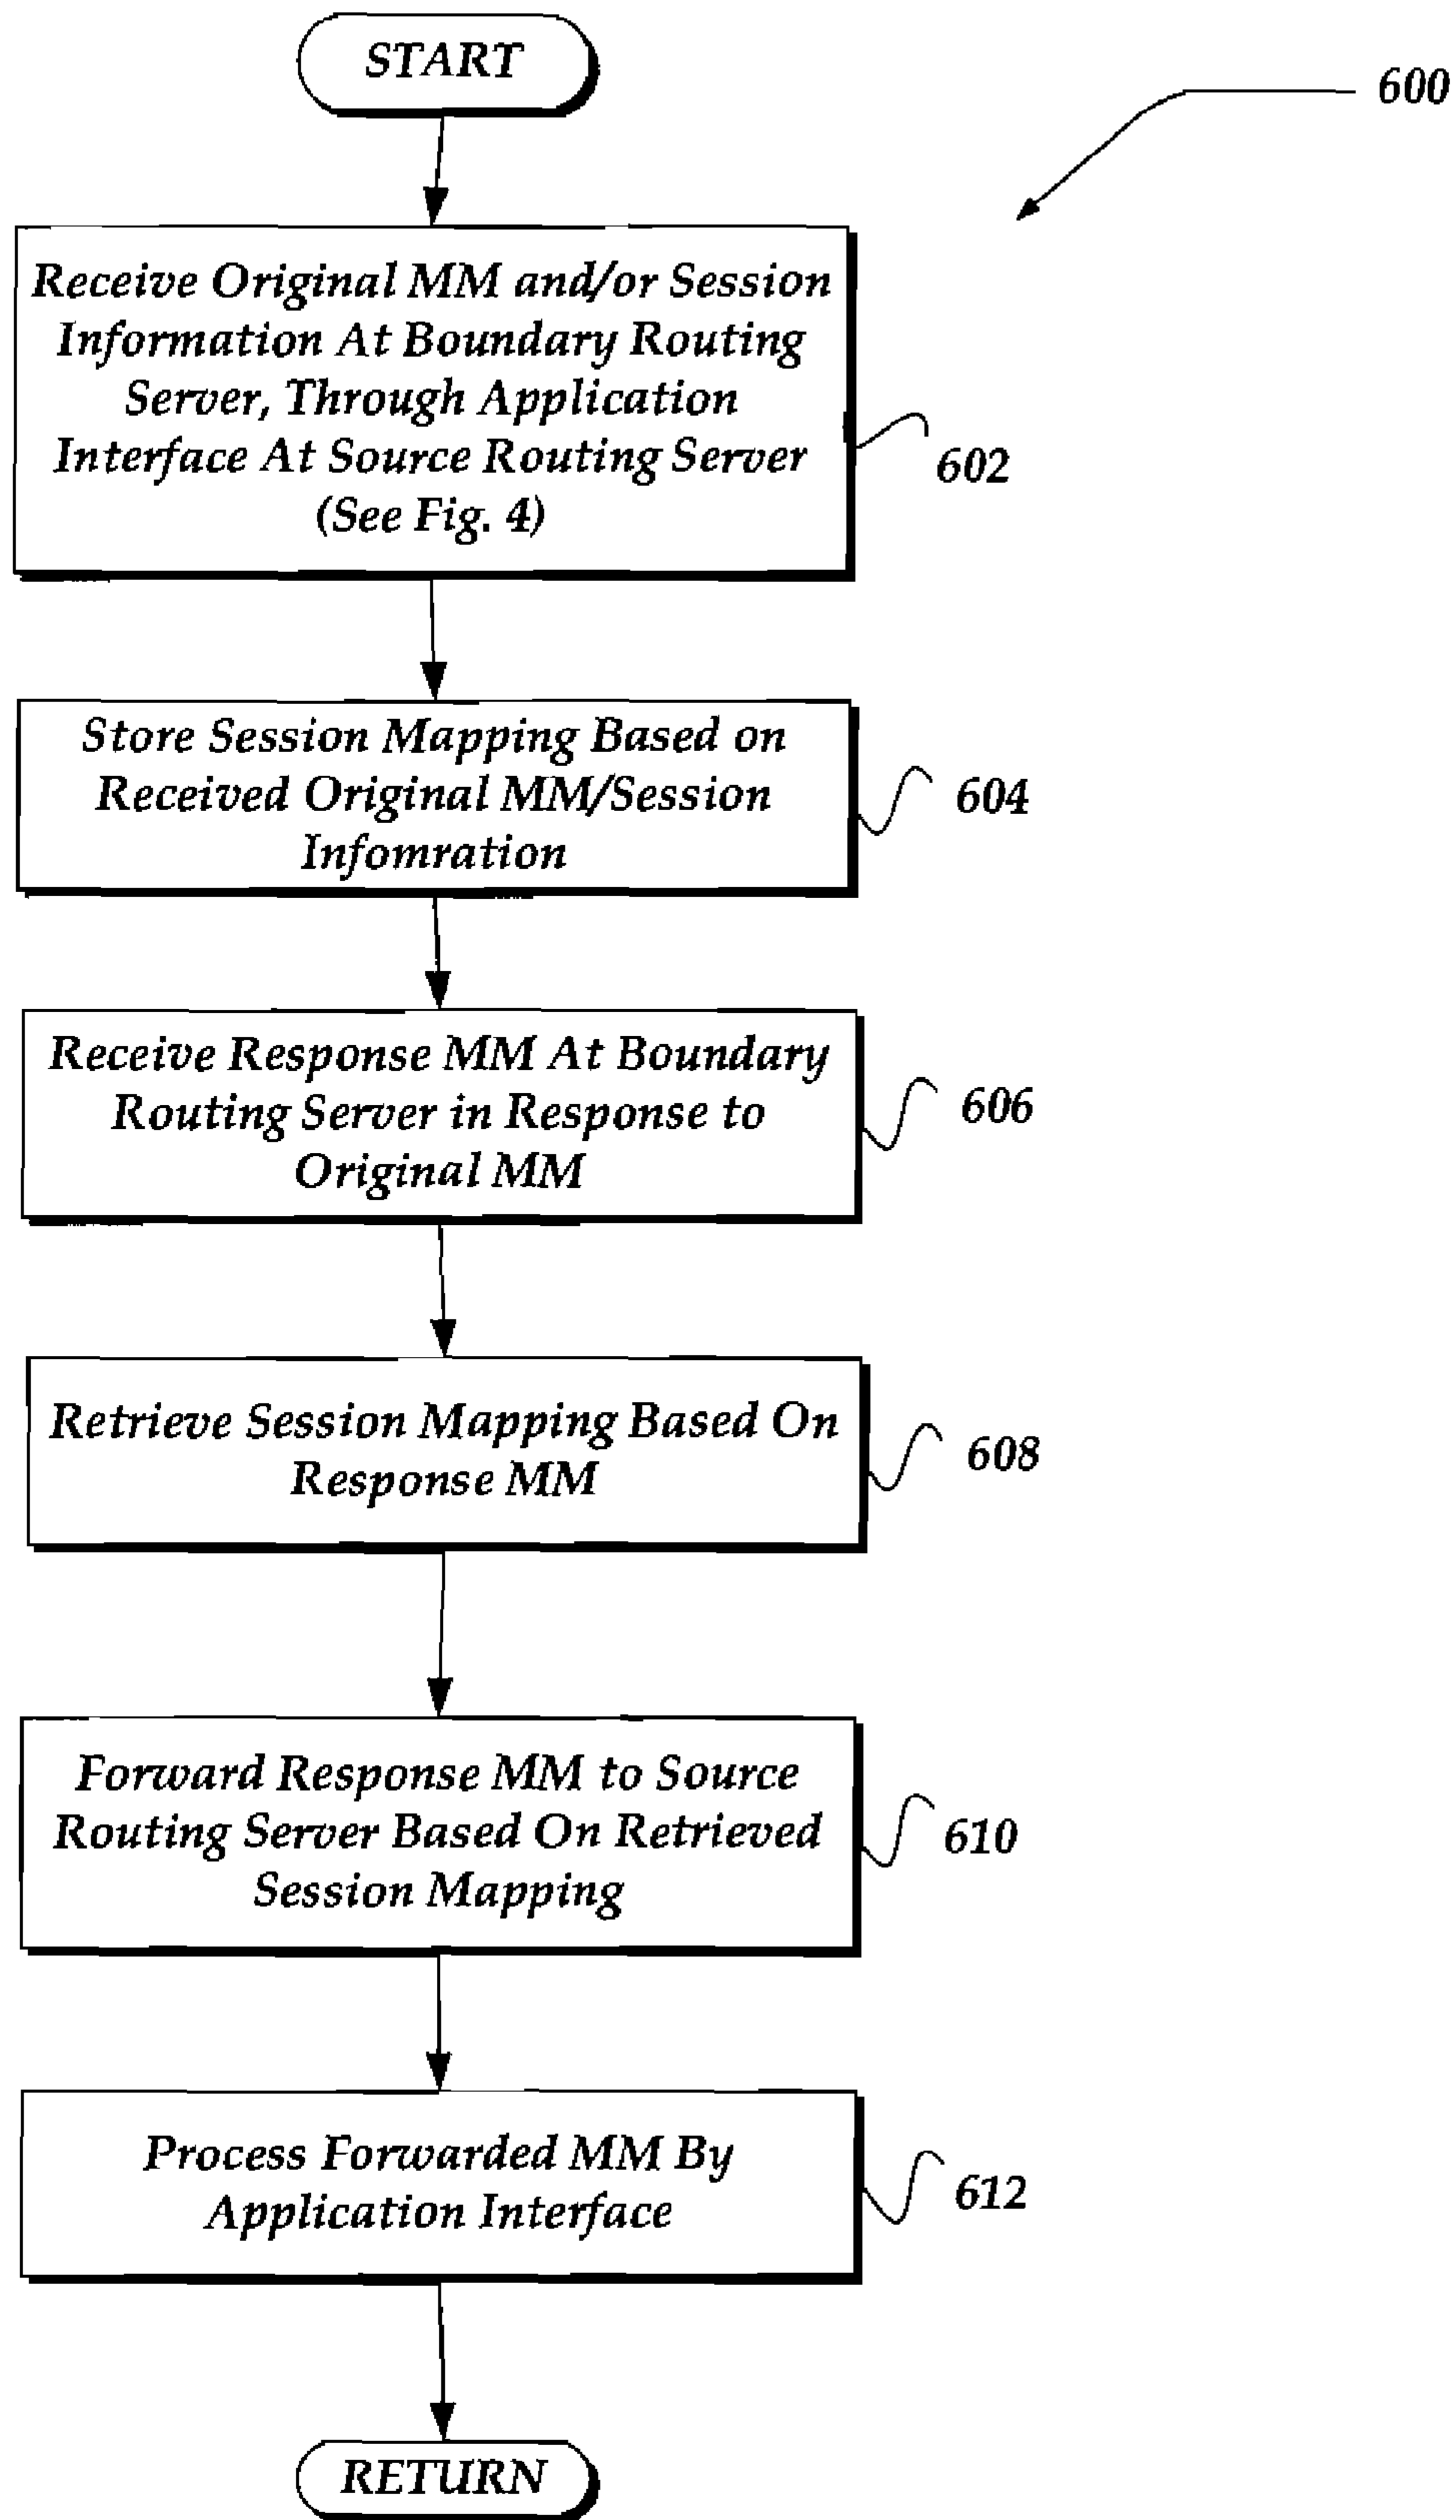 START
600
Receive Original MM and/or Session
Information At Boundary Routing
Server, Through Application
Interface At Source Routing Server
(See Fig. 4)
602
Store Session Mapping Based on
Received Original MM/Session
Infomration
604
Receive Response MM At Boundary
Routing Server in Response to
Original MM
606
Retrieve Session Mapping Based On
Response MM
608
Forward Response MM to Source
Routing Server Based On Retrieved
Session Mapping
610
Process Forwarded MM By
Application Interface
612
RETURN